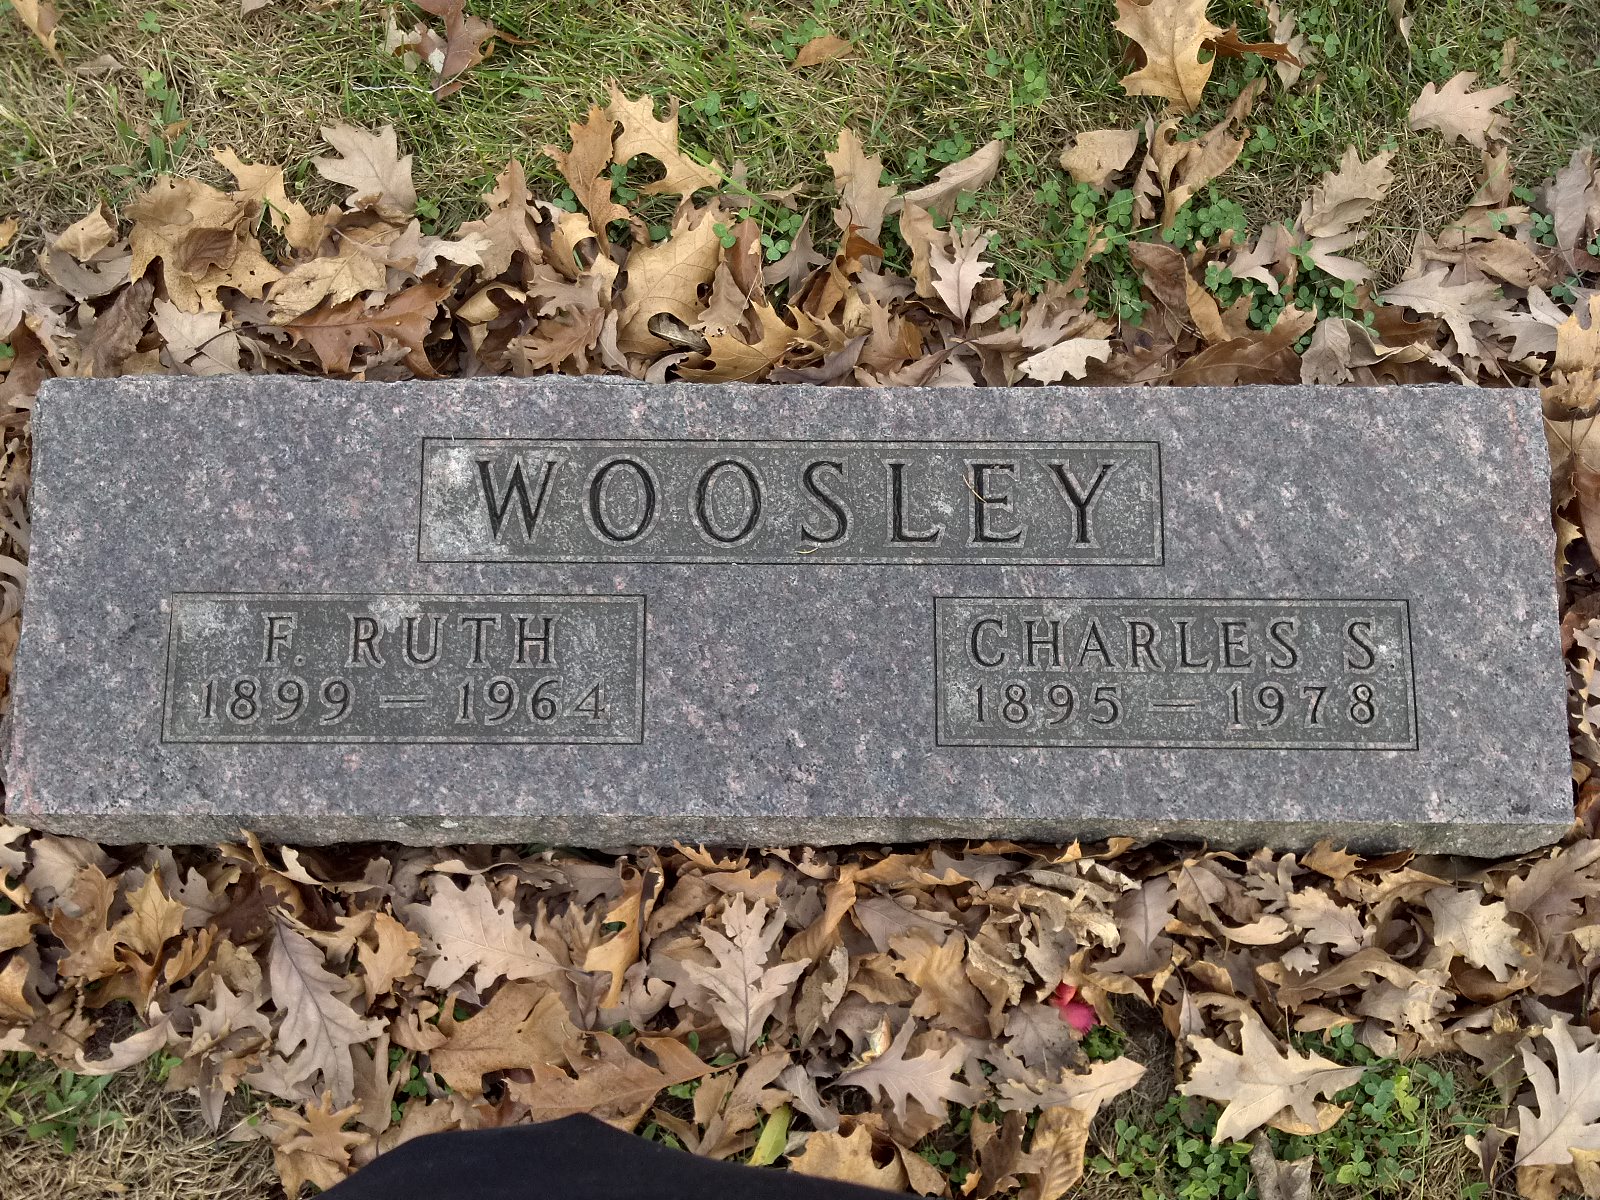 WOOSLEY
F. RUTH
1899 – 1964
CHARLES S.
1895 – 1978